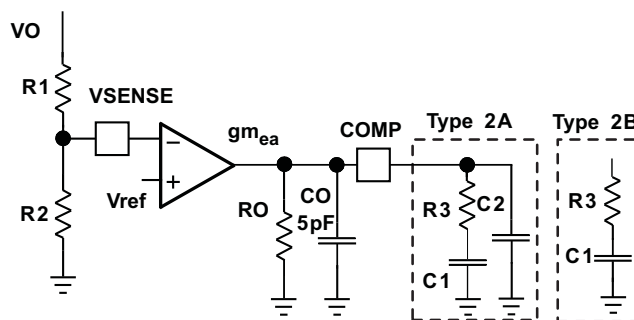 VO
R1
VSENSE
gmea
COMP
Type 2A
Type 2B
−
+
Vref
R2
RO
CO
5pF
R3
C2
C1
R3
C1